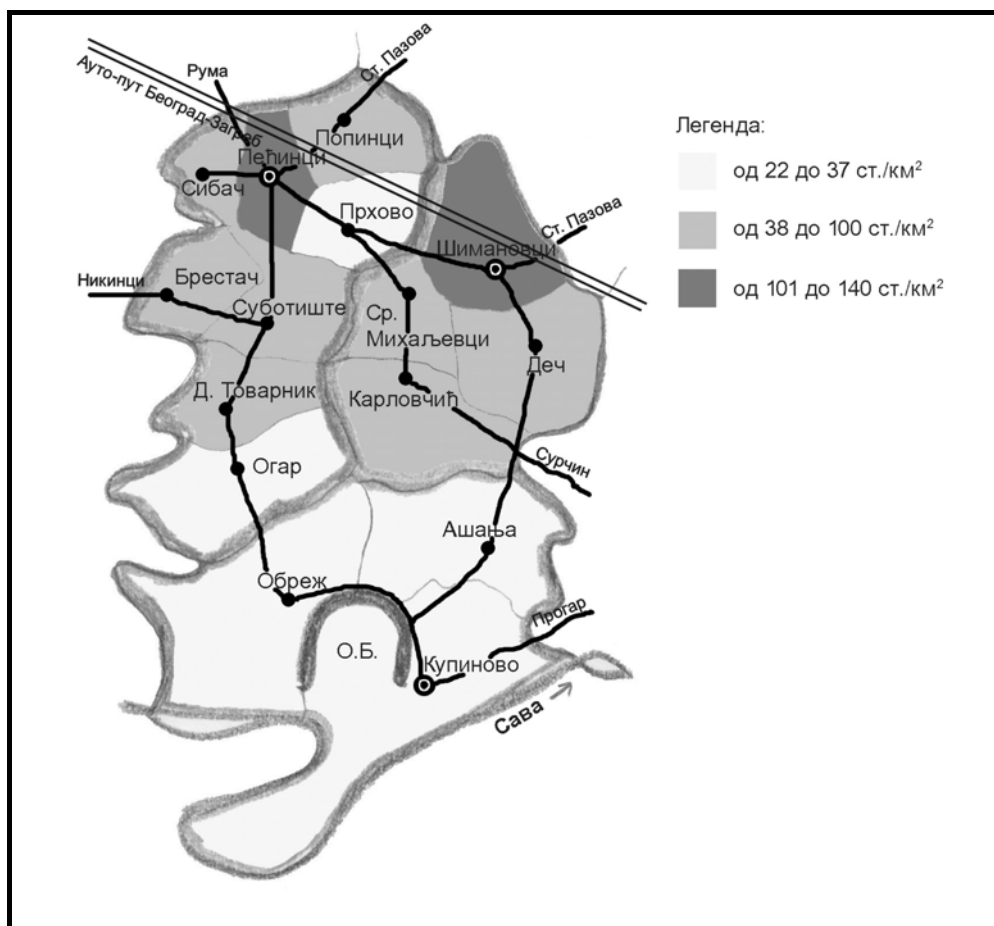 Ст. Пазова
Рума
Ауто-пут Београд-Загреб
Попинци
Пећинци
Сибач
Прхово
Ст. Пазова
Шимановци
Никинци
Брестач
Суботиште
Ср.
Михаљевци
Деч
Д. Товарник
Карловчић
Огар
Сурчин
Ашања
Обреж
Прогар
О.Б.
Купиново
Сава
Легенда:
од 22 до 37 ст./км²
од 38 до 100 ст./км²
од 101 до 140 ст./км²